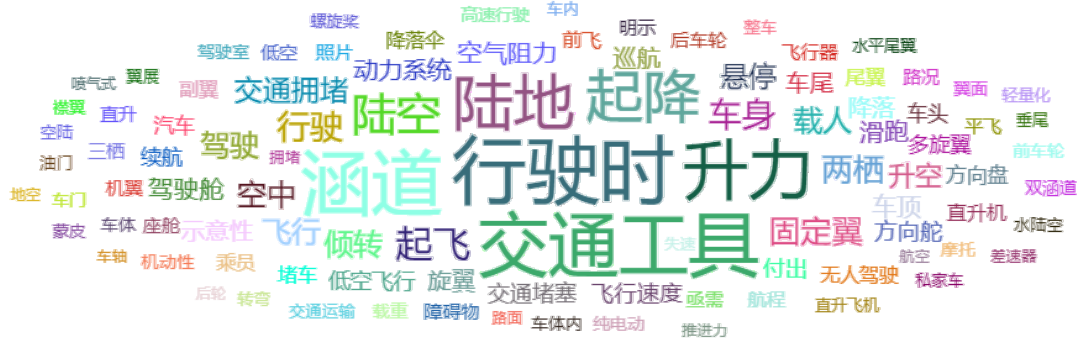 螺旋桨 高速行驶 车内 明示 整车
驾驶室 低空 照片 降落伞 空气阻力 前飞 巡航 后车轮 飞行器 水平尾翼
喷气式 翼展 副翼 交通拥堵 动力系统 陆地 起降 悬停 车尾 尾翼 路况 翼面 轻量化
襟翼 直升 汽车 行驶 陆空 车身 载人 降落 车头 平飞 垂尾
空陆 三栖 续航 驾驶 拥堵 涵道 行驶时 升力 滑跑 多旋翼 前车轮
油门 机翼 驾驶舱 空中 两栖 升空 方向盘 双涵道
地空 车门 车顶 直升机
蒙皮 车体 座舱 示意性 飞行 倾转 起飞 交通工具 失速 固定翼 方向舵 水陆空
车轴 机动性 乘员 堵车 低空飞行 旋翼 付出 无人驾驶 航空 摩托 差速器
后轮 转弯 交通堵塞 飞行速度 亟需 航程 私家车
交通运输 载重 障碍物 路面 车体内 纯电动 推进力 直升飞机